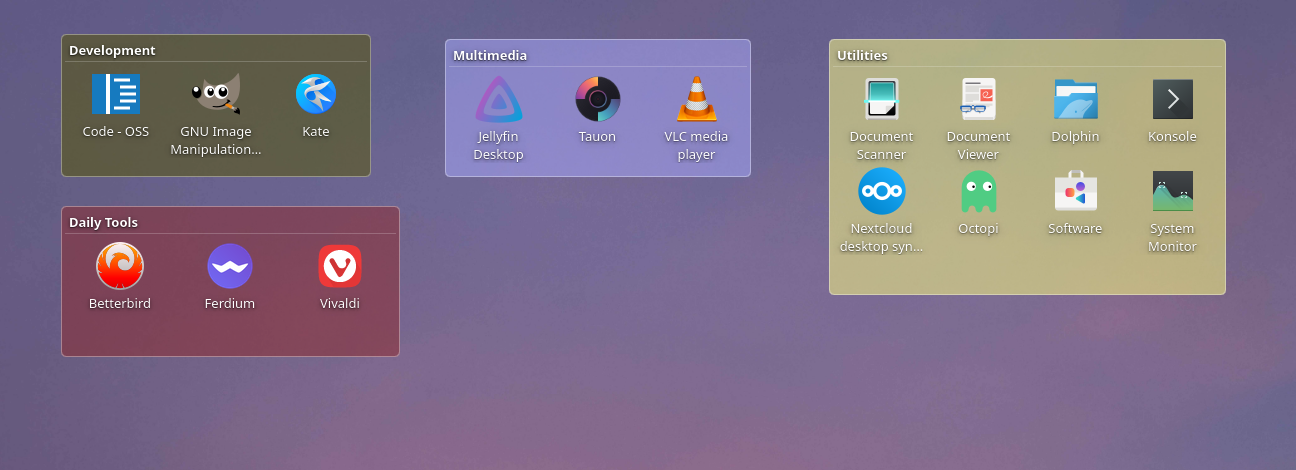 Development
Code - OSS
GNU Image
Manipulation...
Kate
Multimedia
Jellyfin
Desktop
Tauon
VLC media
player
Utilities
Document
Scanner
Document
Viewer
Dolphin
Konsole
Nextcloud
desktop syn...
Octopi
Software
System
Monitor
Daily Tools
Betterbird
Ferdium
Vivaldi